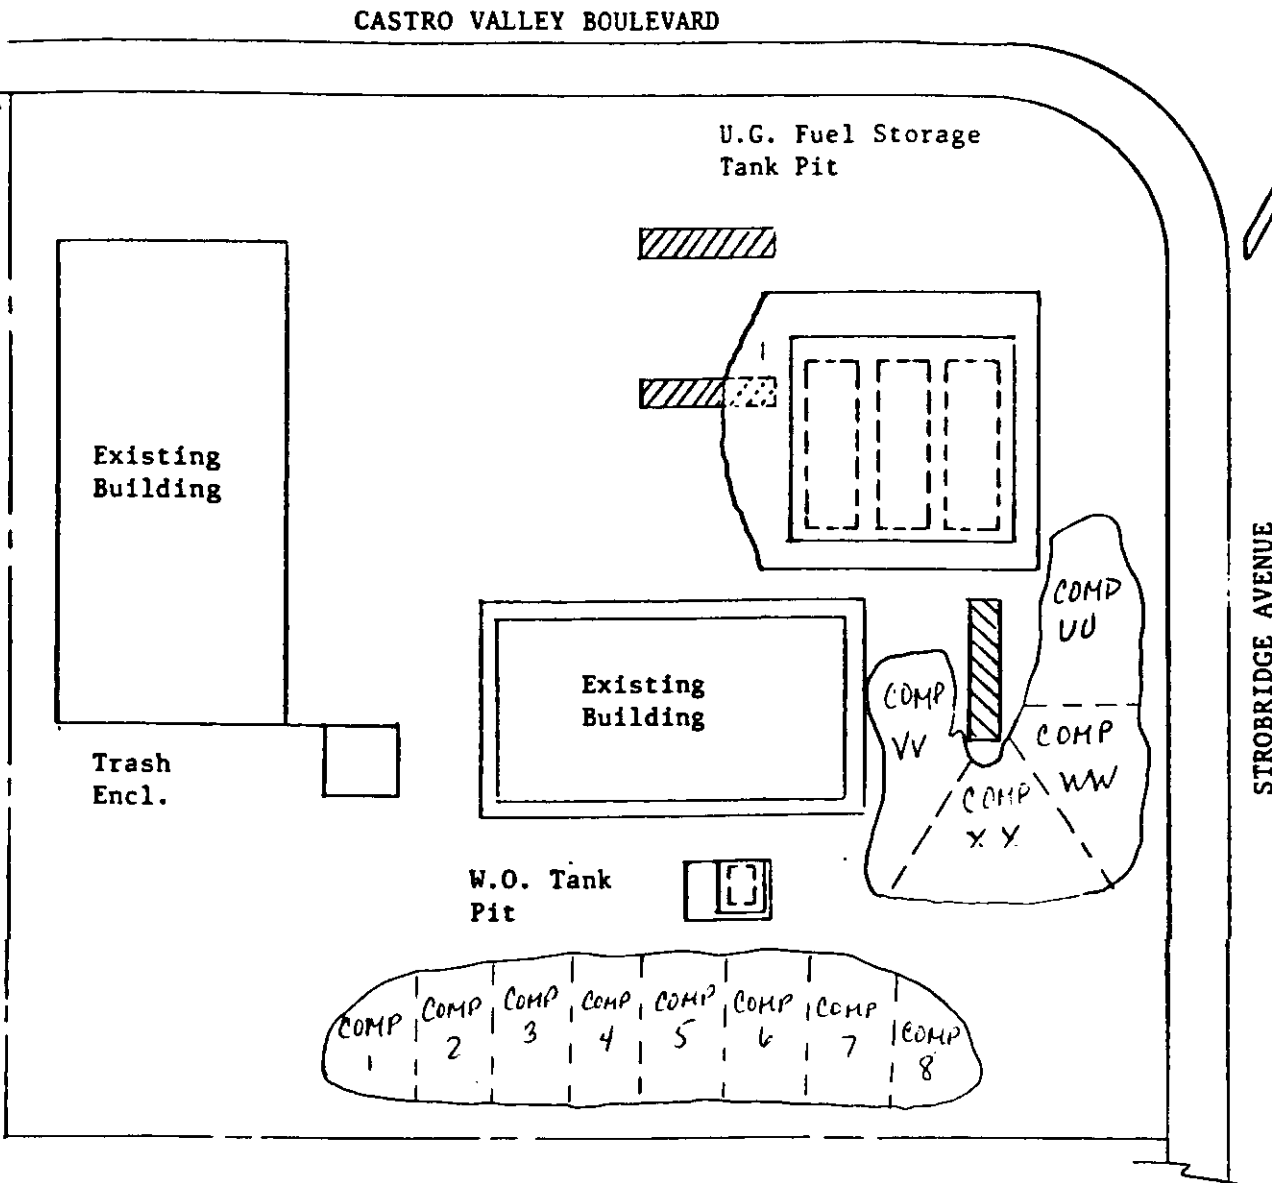 CASTRO VALLEY BOULEVARD
U.G. Fuel Storage
Tank Pit
Existing
Building
STROBRIDGE AVENUE
COMP
UU
Existing
Building
COMP
VV
COMP
WW
COMP
XX
Trash
Encl.
W.O. Tank
Pit
COMP
1
COMP
2
COMP
3
COMP
4
COMP
5
COMP
6
COMP
7
COMP
8